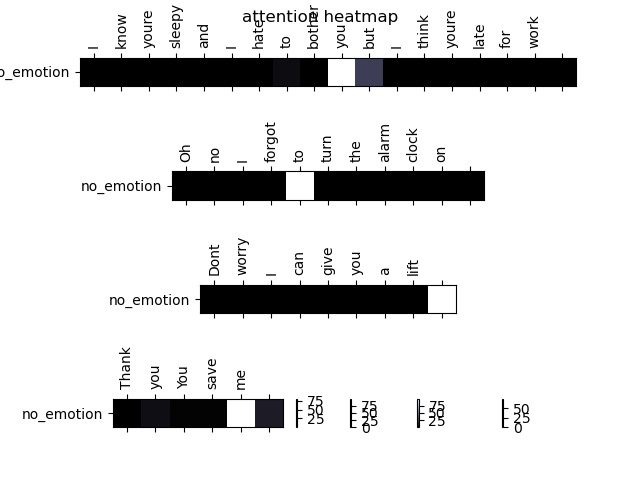 attention heatmap
I know youre sleepy and I hate to bother you but I think youre late for work
o_emotion
Oh no I forgot to turn the alarm clock on
no_emotion
Dont worry I can give you a lift
no_emotion
Thank you You save me
no_emotion
75 50 25
75 50 25 0
75 50 25
50 25 0